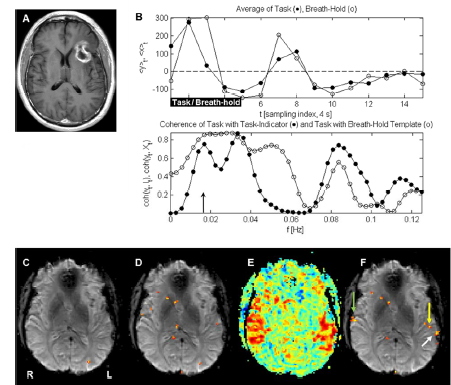 A
B
Average of Task (●), Breath-Hold (o)
300
200
100
0
-100
<y>t, <x>t
Task / Breath-hold
6 8 10 12 14
t [sampling index, 4 s]
Coherence of Task with Task-Indicator (●) and Task with Breath-Hold Template (o)
0.8
0.6
0.4
0.2
0
0 0.02 0.04 0.06 0.08 0.1 0.12
f [Hz]
C D E F
R L